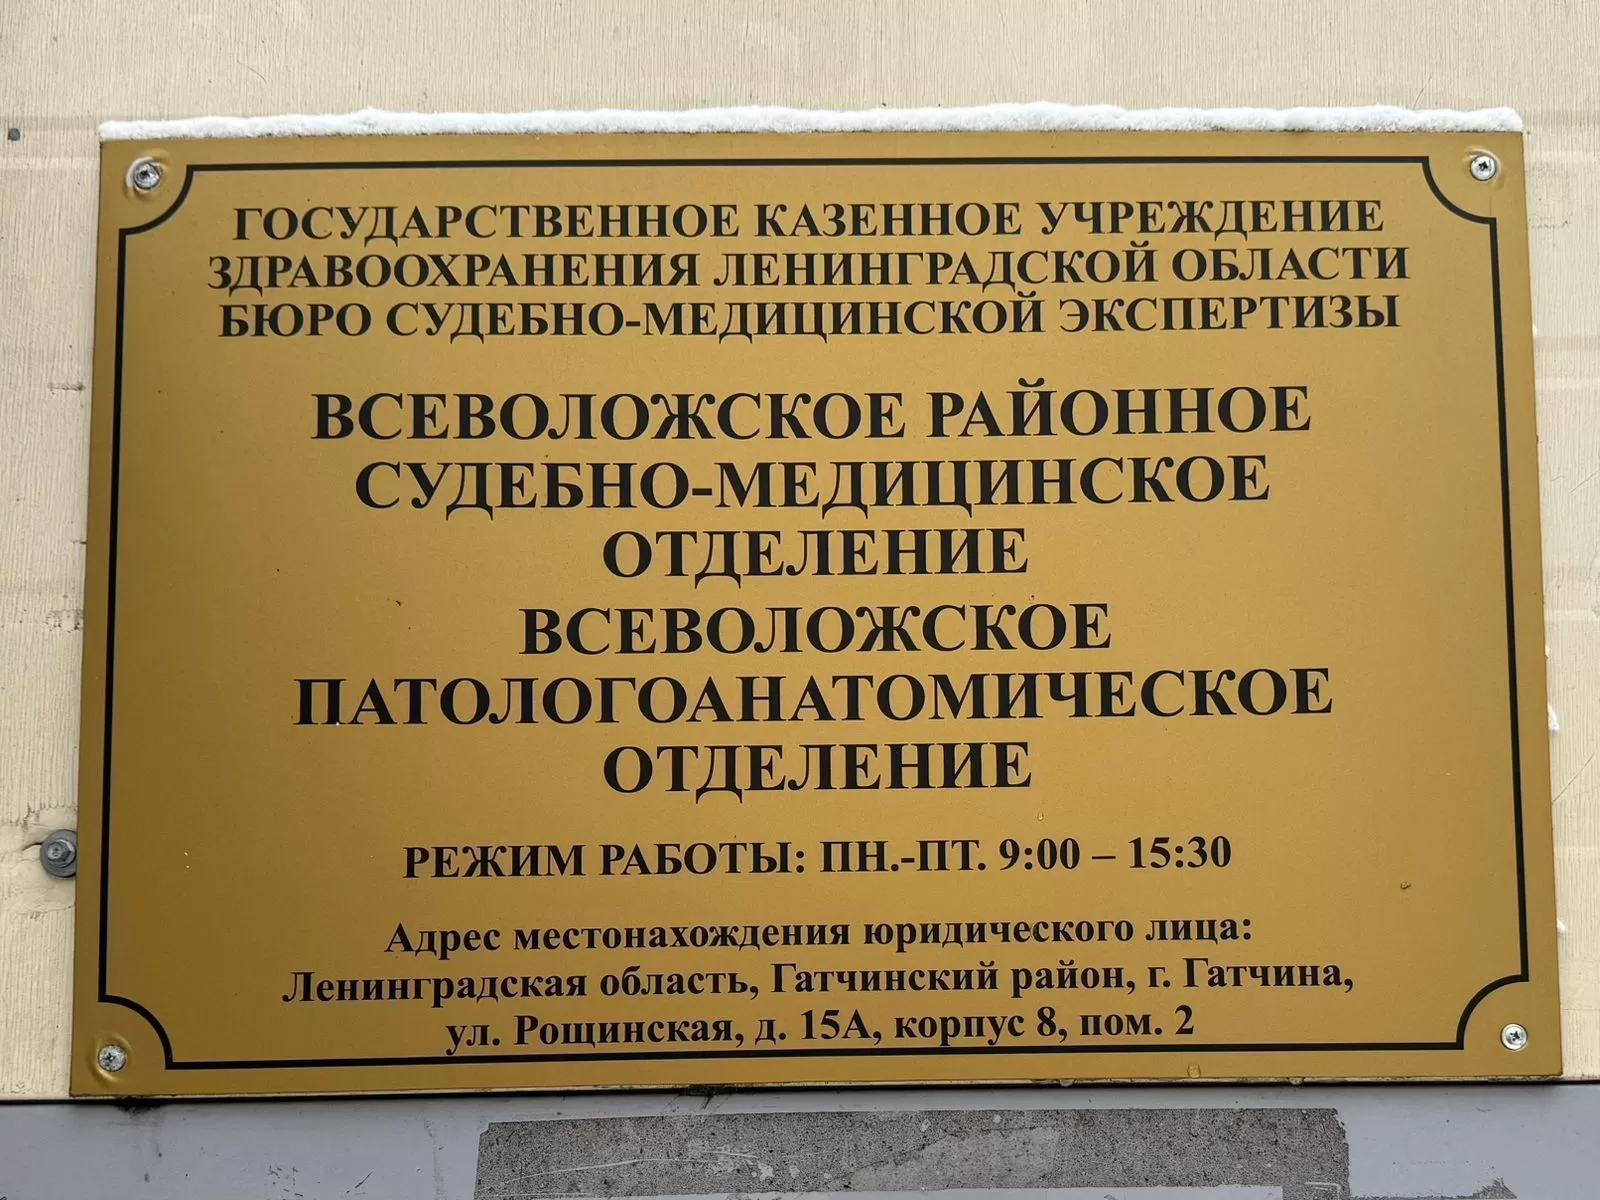 ГОСУДАРСТВЕННОЕ КАЗЕННОЕ УЧРЕЖДЕНИЕ
ЗДРАВООХРАНЕНИЯ ЛЕНИНГРАДСКОЙ ОБЛАСТИ
БЮРО СУДЕБНО-МЕДИЦИНСКОЙ ЭКСПЕРТИЗЫ
ВСЕВОЛОЖСКОЕ РАЙОННОЕ
СУДЕБНО-МЕДИЦИНСКОЕ
ОТДЕЛЕНИЕ
ВСЕВОЛОЖСКОЕ
ПАТОЛОГОАНАТОМИЧЕСКОЕ
ОТДЕЛЕНИЕ
РЕЖИМ РАБОТЫ: ПН.-ПТ. 9:00 – 15:30
Адрес местонахождения юридического лица:
Ленинградская область, Гатчинский район, г. Гатчина,
ул. Рощинская, д. 15А, корпус 8, пом. 2